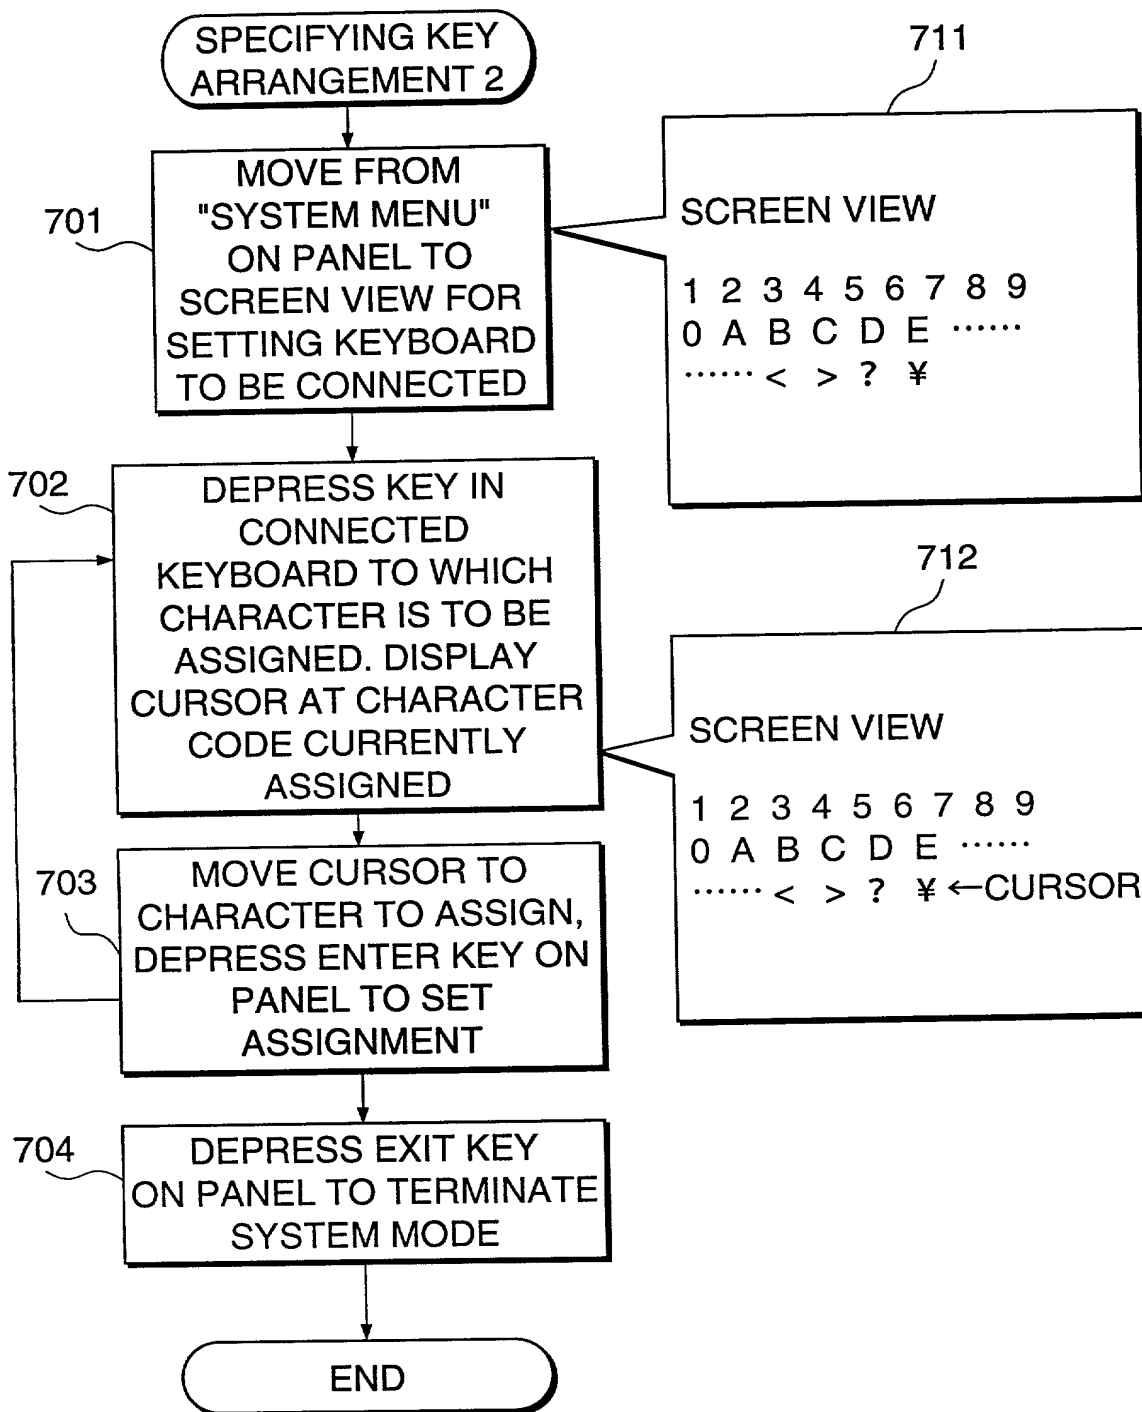 SPECIFYING KEY
ARRANGEMENT 2
701
MOVE FROM
"SYSTEM MENU"
ON PANEL TO
SCREEN VIEW FOR
SETTING KEYBOARD
TO BE CONNECTED
711
SCREEN VIEW
1 2 3 4 5 6 7 8 9
0 A B C D E ······
······ < > ? ¥
702
DEPRESS KEY IN
CONNECTED
KEYBOARD TO WHICH
CHARACTER IS TO BE
ASSIGNED. DISPLAY
CURSOR AT CHARACTER
CODE CURRENTLY
ASSIGNED
712
SCREEN VIEW
1 2 3 4 5 6 7 8 9
0 A B C D E ······
······ < > ? ¥ ←CURSOR
703
MOVE CURSOR TO
CHARACTER TO ASSIGN,
DEPRESS ENTER KEY ON
PANEL TO SET
ASSIGNMENT
704
DEPRESS EXIT KEY
ON PANEL TO TERMINATE
SYSTEM MODE
END